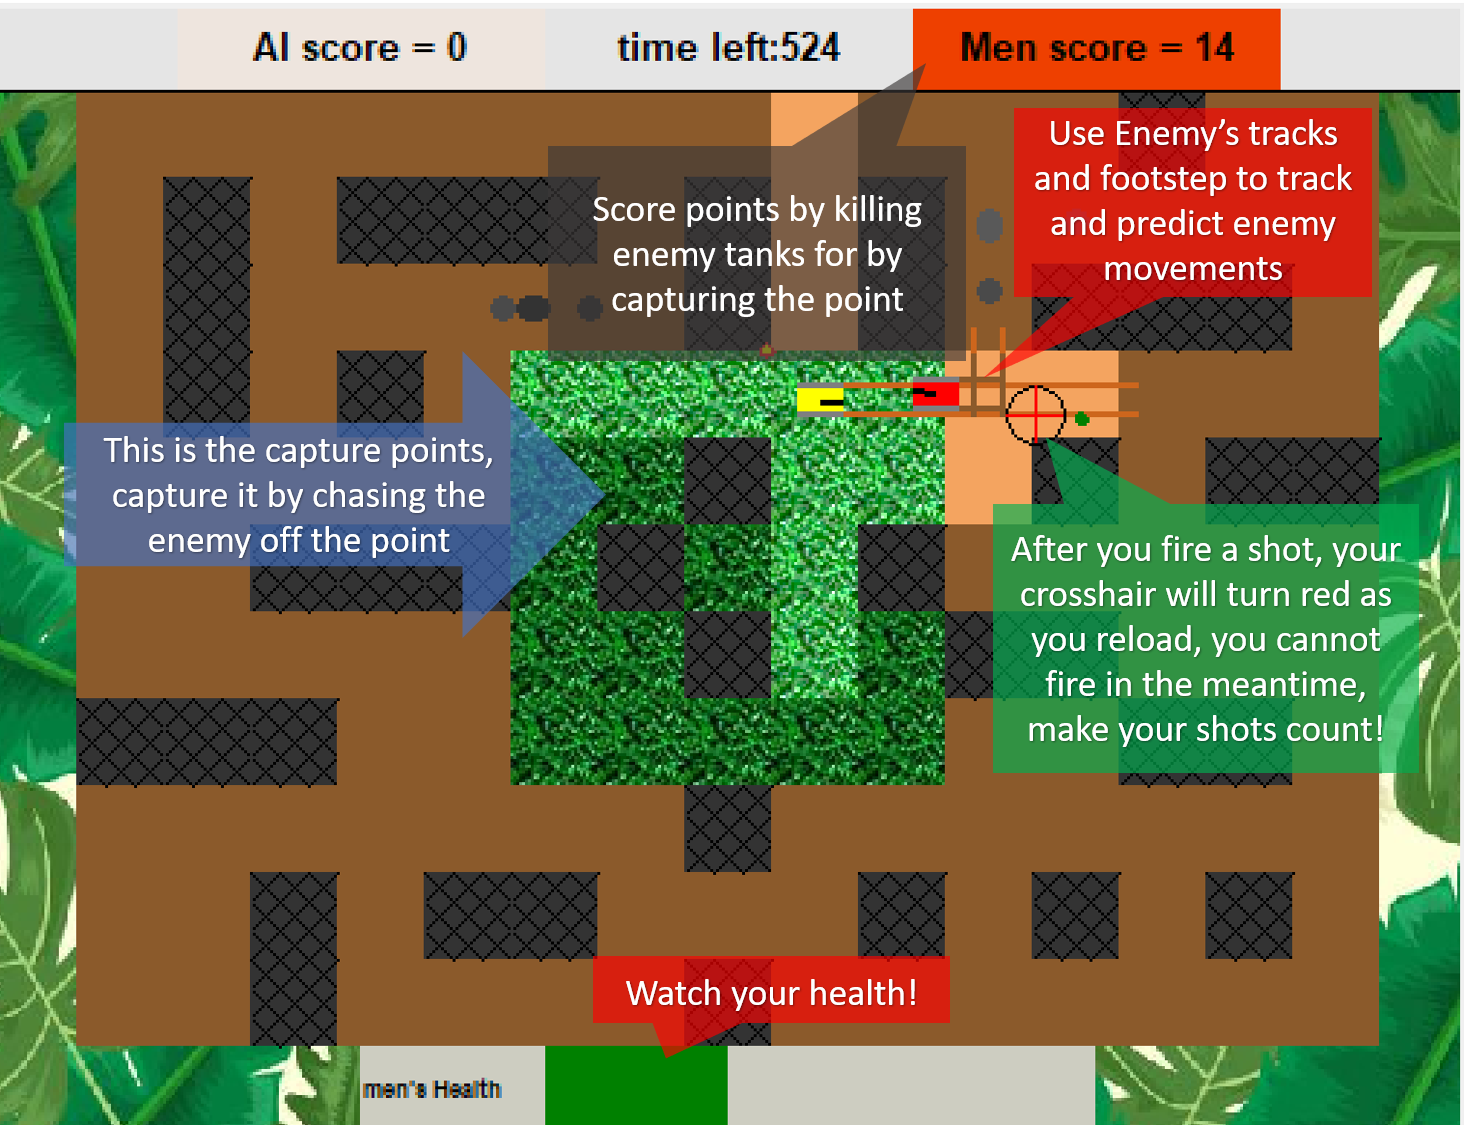 AI score = 0
time left:524
Men score = 14
Use Enemy's tracks
and footstep to track
and predict enemy
movements
Score points by killing
enemy tanks for by
capturing the point
This is the capture points,
capture it by chasing the
enemy off the point
After you fire a shot, your
crosshair will turn red as
you reload, you cannot
fire in the meantime,
make your shots count!
Watch your health!
men's Health